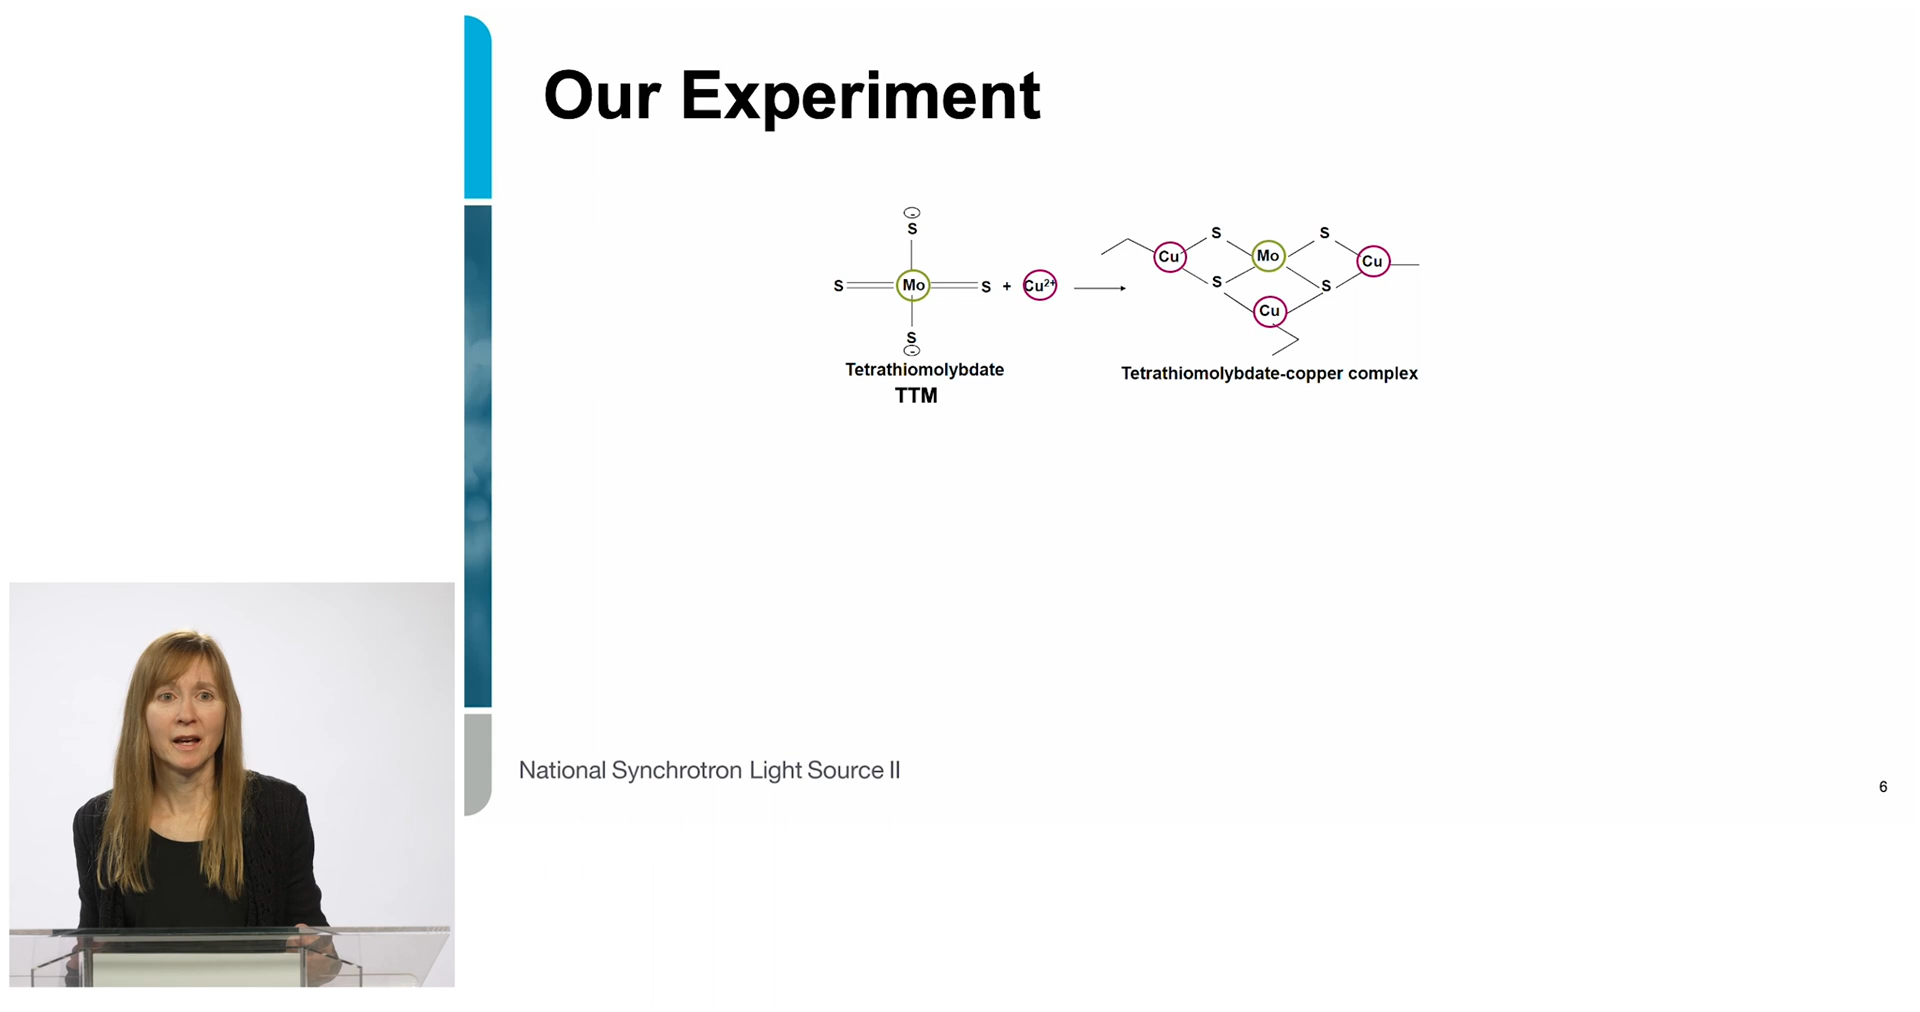 Our Experiment
-
S
S Mo S + Cu2+
S
-
Tetrathiomolybdate
TTM
S S
Cu Mo Cu
S S
Cu
Tetrathiomolybdate-copper complex
National Synchrotron Light Source II
6